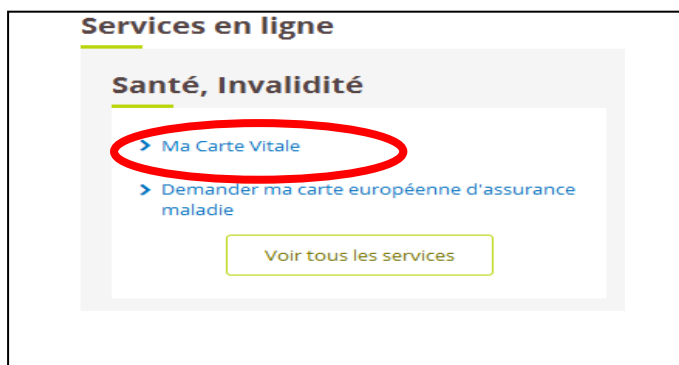 Services en ligne
Santé, Invalidité
Ma Carte Vitale
Demander ma carte européenne d'assurance
maladie
Voir tous les services